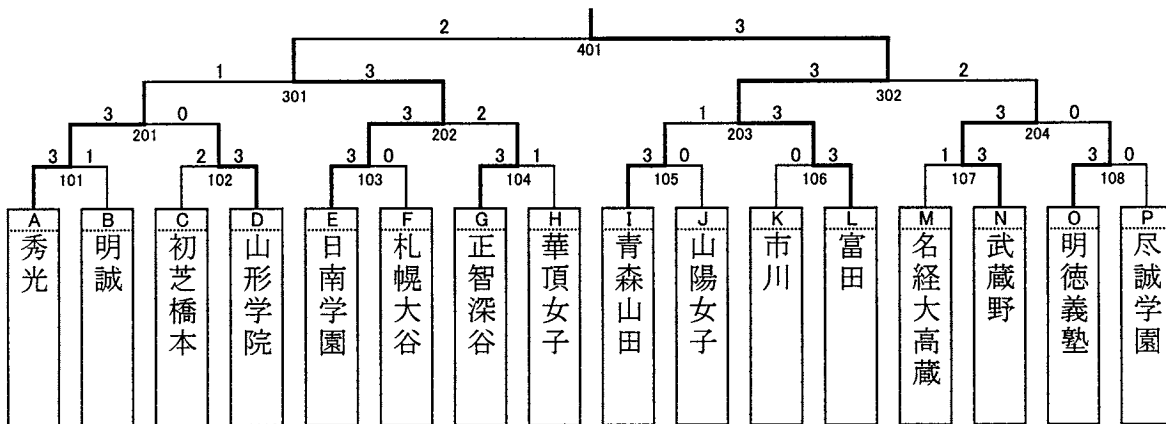 2 3
401
1 3 3 2
301 302
3 0 3 2 1 3 3 0
201 202 203 204
3 1 2 3 3 0 3 1 3 0 0 3 1 3 3 0
101 102 103 104 105 106 107 108
A B C D E F G H I J K L M N O P
秀光
明誠
初芝橋本
山形学院
日南学園
札幌大谷
正智深谷
華頂女子
青森山田
山陽女子
市川
富田
名経大高蔵
武蔵野
明徳義塾
尽誠学園